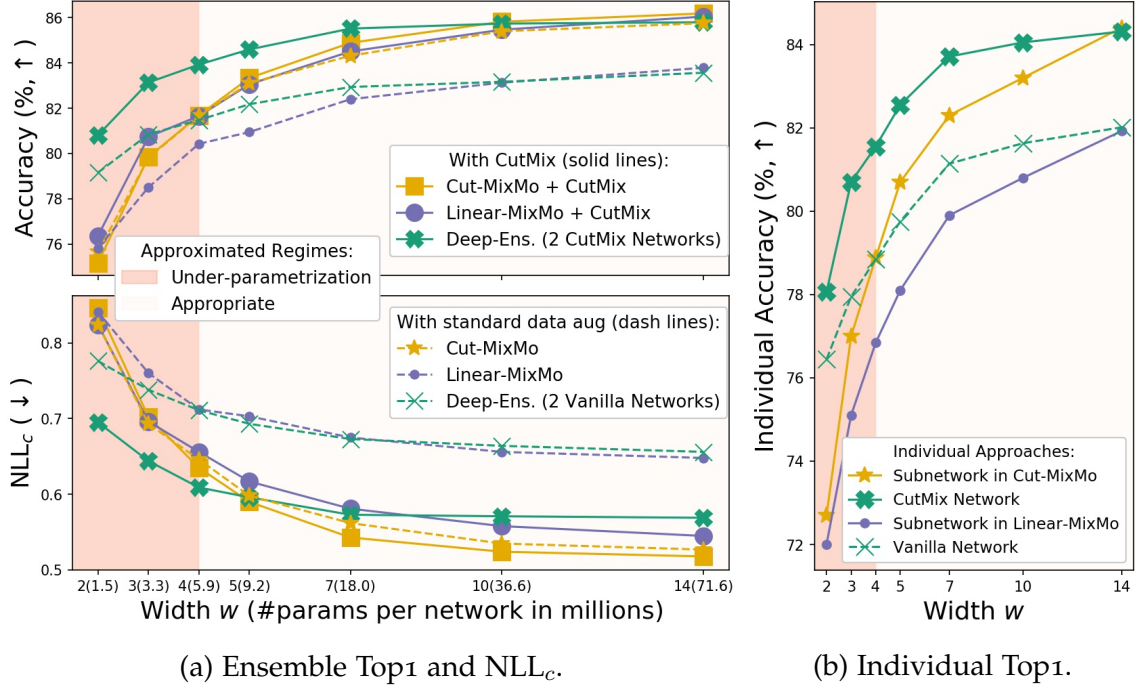 Accuracy (%, ↑)
86
84
82
80
78
76
With CutMix (solid lines):
Cut-MixMo + CutMix
Linear-MixMo + CutMix
Deep-Ens. (2 CutMix Networks)
Approximated Regimes:
Under-parametrization
Appropriate
NLLc (↓)
0.8
0.7
0.6
0.5
With standard data aug (dash lines):
Cut-MixMo
Linear-MixMo
Deep-Ens. (2 Vanilla Networks)
2(1.5) 3(3.3) 4(5.9) 5(9.2) 7(18.0) 10(36.6) 14(71.6)
Width w (#params per network in millions)
(a) Ensemble Top1 and NLLc.
Individual Accuracy (%, ↑)
84
82
80
78
76
74
72
Individual Approaches:
Subnetwork in Cut-MixMo
CutMix Network
Subnetwork in Linear-MixMo
Vanilla Network
2 3 4 5 7 10 14
Width w
(b) Individual Top1.